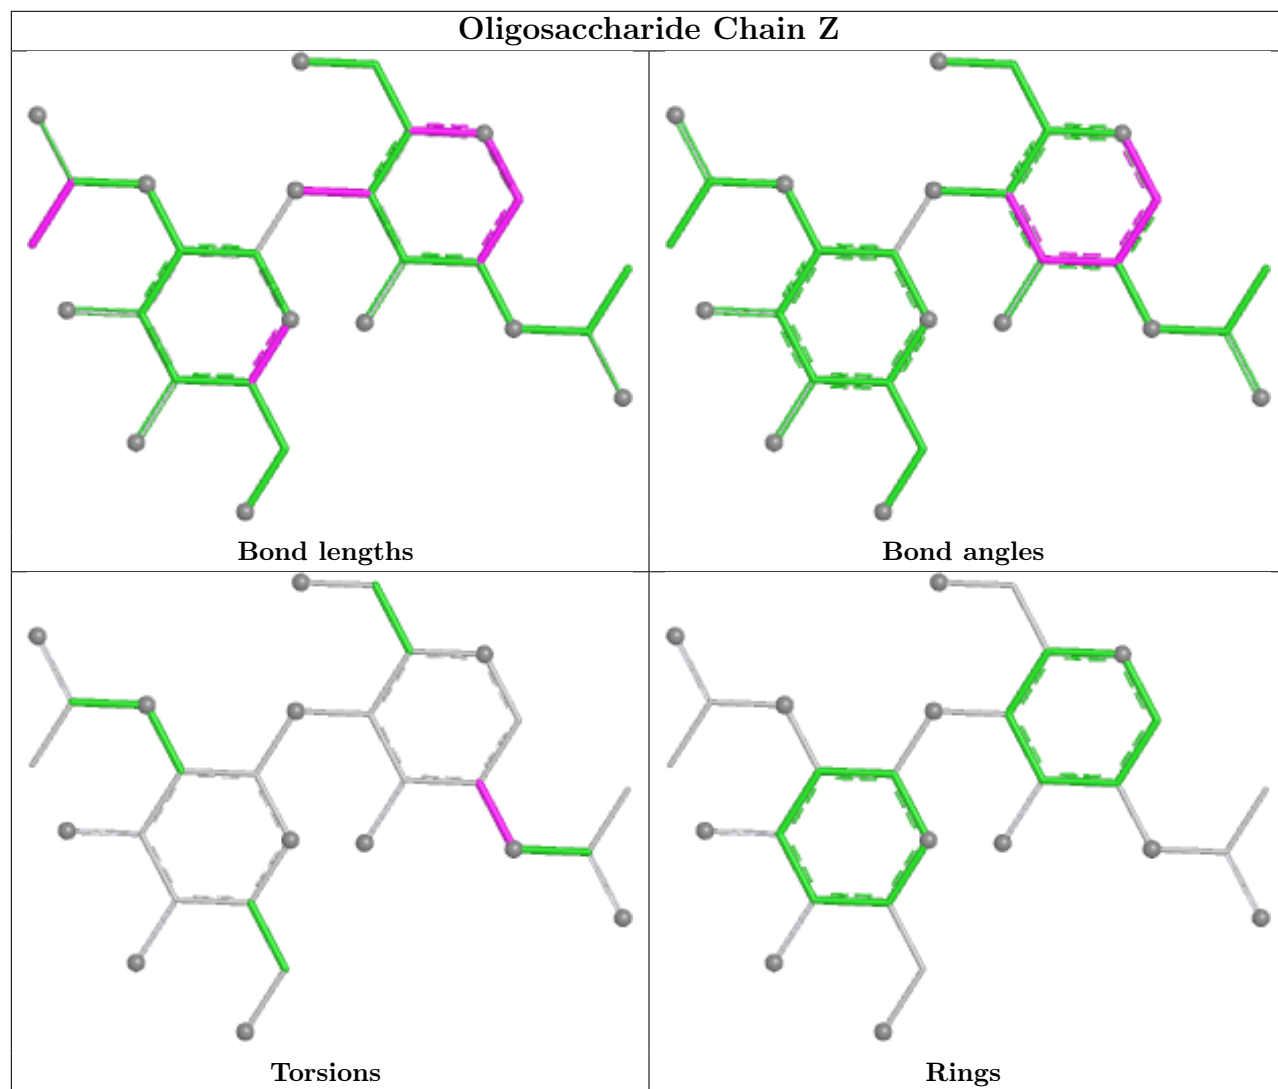 Oligosaccharide Chain Z
Bond lengths
Bond angles
Torsions
Rings